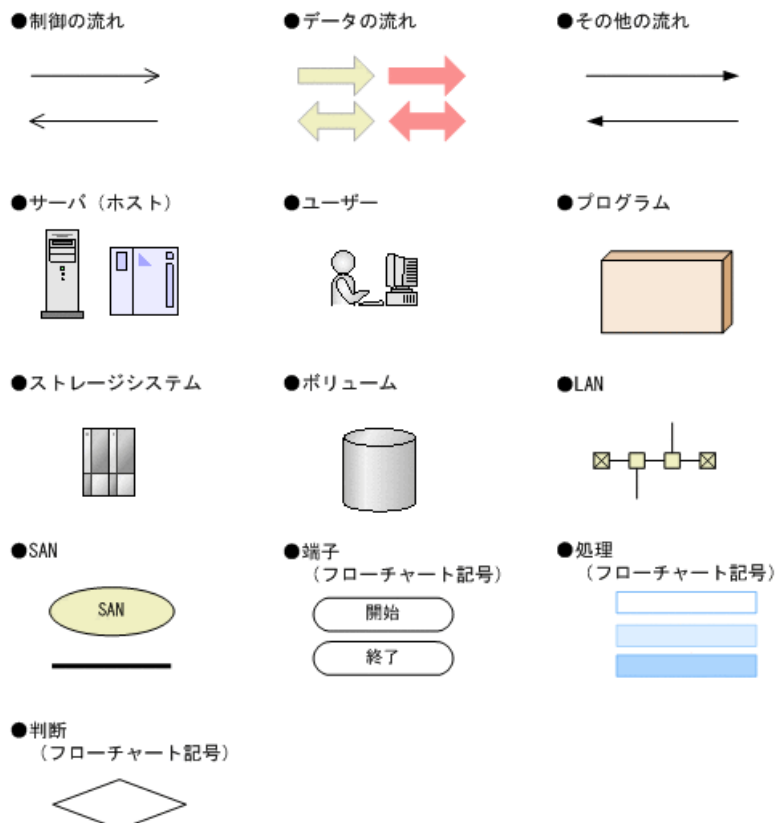 ●制御の流れ
●データの流れ
●その他の流れ
●サーバ（ホスト）
●ユーザー
●プログラム
●ストレージシステム
●ボリューム
●LAN
●SAN
SAN
●端子
（フローチャート記号）
開始
終了
●処理
（フローチャート記号）
●判断
（フローチャート記号）